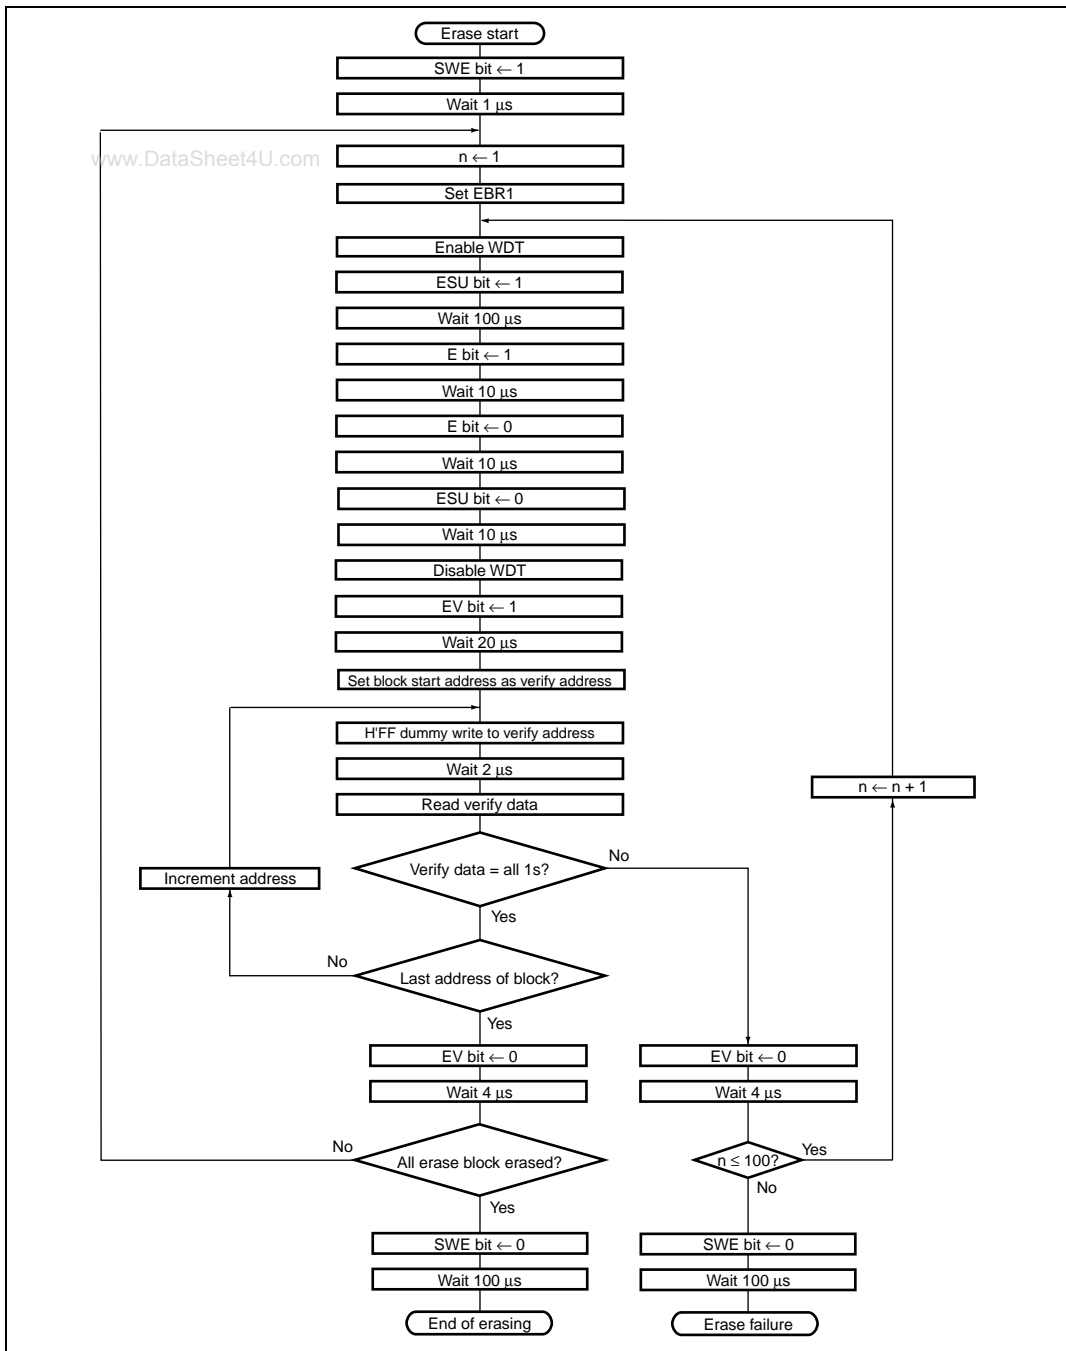 Erase start
SWE bit ← 1
Wait 1 μs
www.DataSheet4U.com
n ← 1
Set EBR1
Enable WDT
ESU bit ← 1
Wait 100 μs
E bit ← 1
Wait 10 μs
E bit ← 0
Wait 10 μs
ESU bit ← 0
Wait 10 μs
Disable WDT
EV bit ← 1
Wait 20 μs
Set block start address as verify address
H'FF dummy write to verify address
Wait 2 μs
n ← n + 1
Read verify data
Verify data = all 1s?
No
Increment address
Yes
No
Last address of block?
Yes
EV bit ← 0
EV bit ← 0
Wait 4 μs
Wait 4 μs
No
All erase block erased?
n ≤ 100?
Yes
No
Yes
SWE bit ← 0
SWE bit ← 0
Wait 100 μs
Wait 100 μs
End of erasing
Erase failure